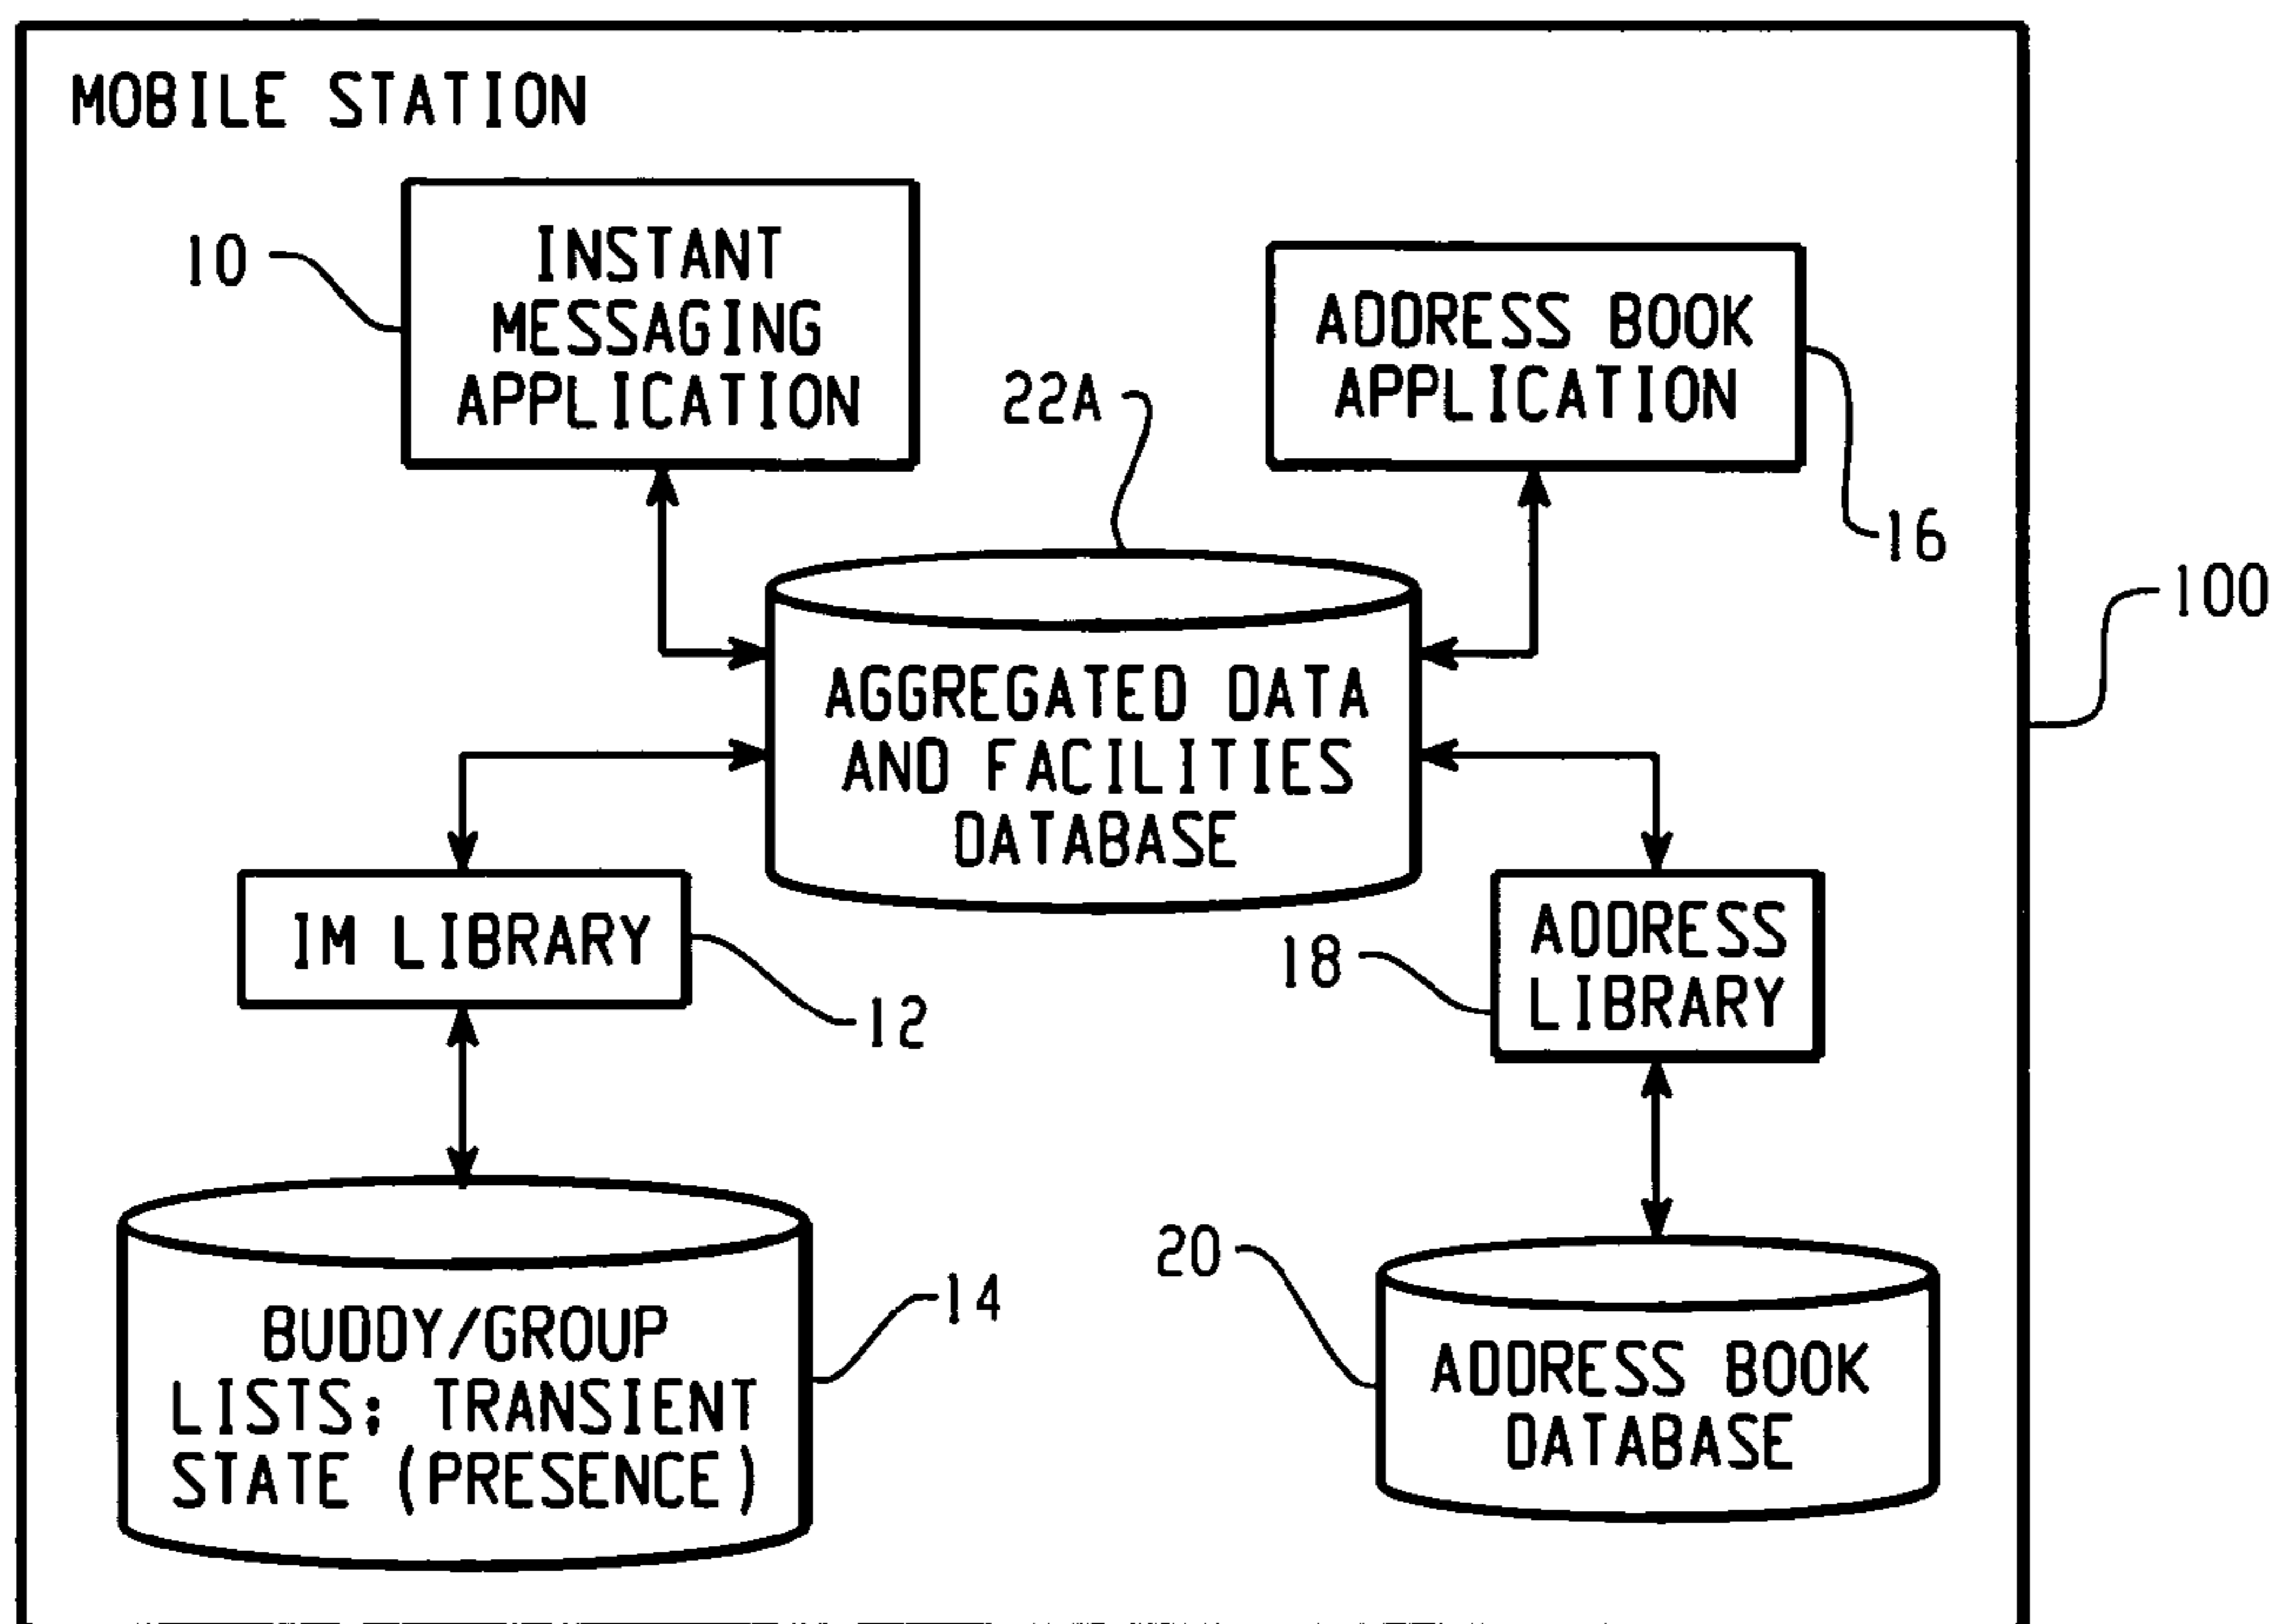 MOBILE STATION
10
INSTANT
MESSAGING
APPLICATION
22A
ADDRESS BOOK
APPLICATION
16
100
AGGREGATED DATA
AND FACILITIES
DATABASE
IM LIBRARY
12
18
ADDRESS
LIBRARY
BUDDY/GROUP
LISTS; TRANSIENT
STATE (PRESENCE)
14
20
ADDRESS BOOK
DATABASE